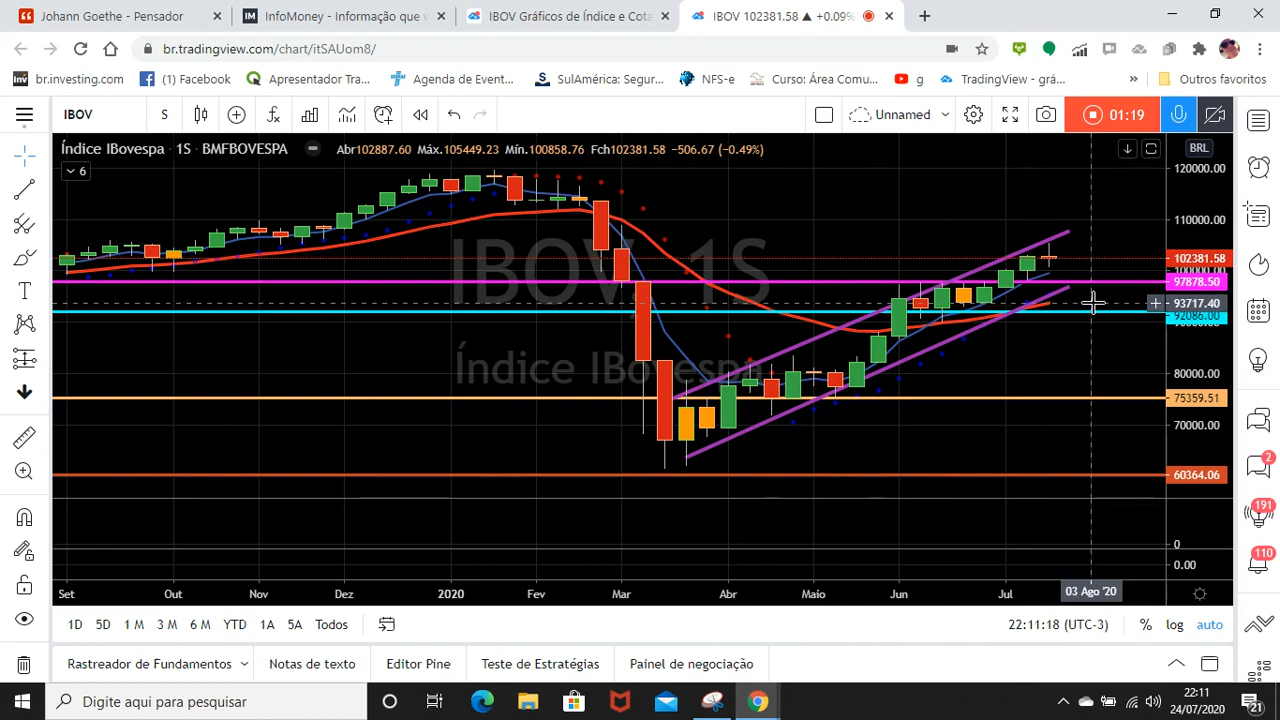 Johann Goethe - Pensador
InfoMoney - Informação que v
IBOV Gráficos de Índice e Cota
IBOV 102381.58 ▲ +0.09%
br.tradingview.com/chart/itSAUom8/
br.investing.com
(1) Facebook
Apresentador Tra...
Agenda de Event...
SulAmérica: Segur...
NFS-e
Curso: Área Comu...
g
TradingView - grá...
»
Outros favoritos
IBOV
S
Unnamed
01:19
Índice IBovespa · 1S · BMFBOVESPA
Abr102887.60 Máx.105449.23 Mín.100858.76 Fch102381.58 -506.67 (-0.49%)
BRL
6
120000.00
110000.00
IBOV, 1S
Índice IBovespa
102381.58
100000.00
97878.50
93717.40
92086.00
90000.00
80000.00
75359.51
70000.00
60364.06
0
0.00
Set Out Nov Dez 2020 Fev Mar Abr Maio Jun Jul 03 Ago '20
1D 5D 1 M 3 M 6 M YTD 1A 5A Todos
22:11:18 (UTC-3) % log auto
Rastreador de Fundamentos Notas de texto Editor Pine Teste de Estratégias Painel de negociação
2
191
110
Digite aqui para pesquisar
22:11
24/07/2020
21